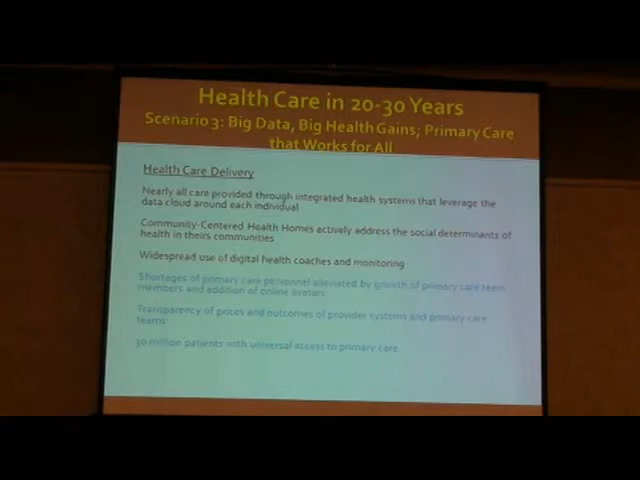 Health Care in 20-30 Years
Scenario 3: Big Data, Big Health Gains; Primary Care
that Works for All
Health Care Delivery
Nearly all care provided through integrated health systems that leverage the
data cloud around each individual
Community-Centered Health Homes actively address the social determinants of
health in theirs communities
Widespread use of digital health coaches and monitoring
Shortages of primary care personnel alleviated by growth of primary care team
members and addition of online avatars
Transparency of prices and outcomes of provider systems and primary care
teams
30 million patients with universal access to primary care